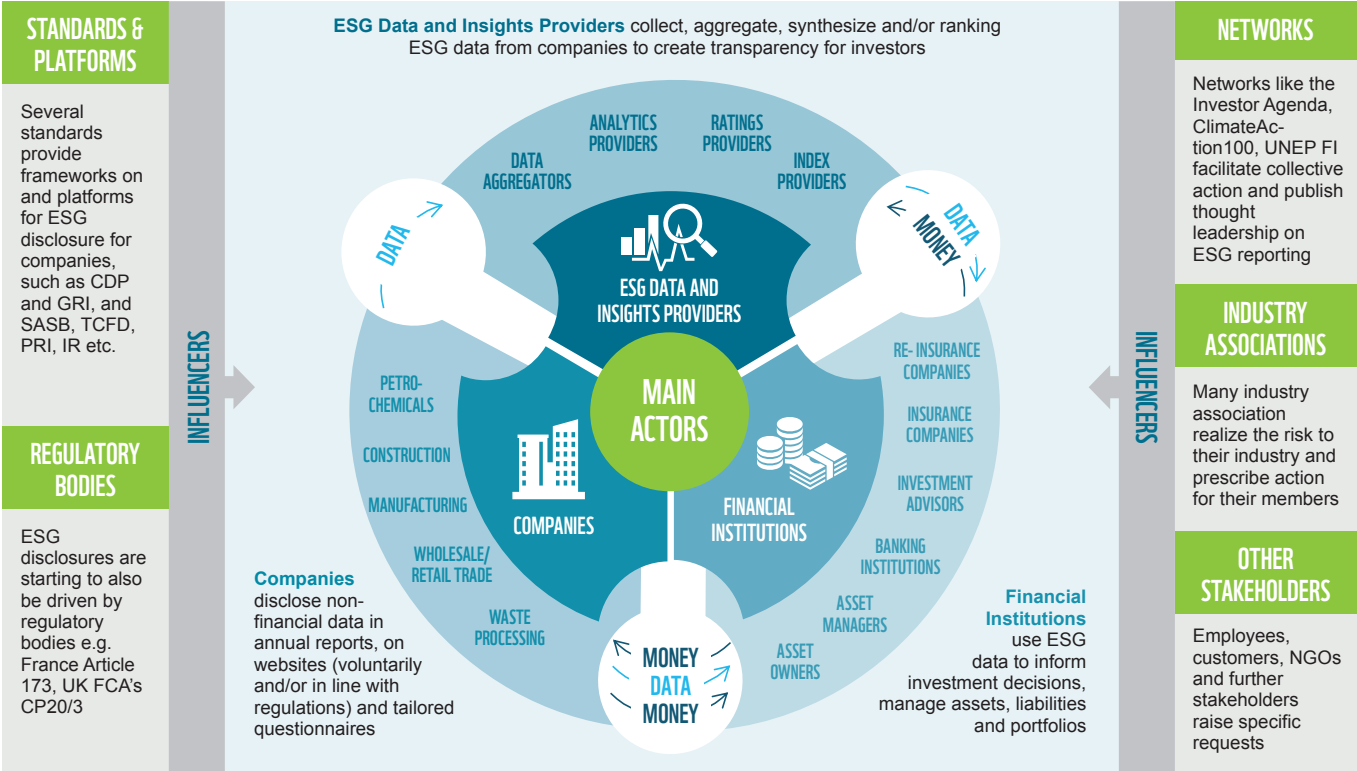 STANDARDS &
PLATFORMS
Several
standards
provide
frameworks on
and platforms
for ESG
disclosure for
companies,
such as CDP
and GRI, and
SASB, TCFD,
PRI, IR etc.
REGULATORY
BODIES
ESG
disclosures are
starting to also
be driven by
regulatory
bodies e.g.
France Article
173, UK FCA’s
CP20/3
INFLUENCERS
ESG Data and Insights Providers collect, aggregate, synthesize and/or ranking
ESG data from companies to create transparency for investors
DATA
AGGREGATORS
ANALYTICS
PROVIDERS
RATINGS
PROVIDERS
INDEX
PROVIDERS
DATA
DATA
MONEY
ESG DATA AND
INSIGHTS PROVIDERS
MAIN
ACTORS
COMPANIES
FINANCIAL
INSTITUTIONS
PETRO-
CHEMICALS
CONSTRUCTION
MANUFACTURING
WHOLESALE/
RETAIL TRADE
WASTE
PROCESSING
RE- INSURANCE
COMPANIES
INSURANCE
COMPANIES
INVESTMENT
ADVISORS
BANKING
INSTITUTIONS
ASSET
MANAGERS
ASSET
OWNERS
MONEY
DATA
MONEY
Companies
disclose non-
financial data in
annual reports, on
websites (voluntarily
and/or in line with
regulations) and tailored
questionnaires
Financial
Institutions
use ESG
data to inform
investment decisions,
manage assets, liabilities
and portfolios
INFLUENCERS
NETWORKS
Networks like the
Investor Agenda,
ClimateAc-
tion100, UNEP FI
facilitate collective
action and publish
thought
leadership on
ESG reporting
INDUSTRY
ASSOCIATIONS
Many industry
association
realize the risk to
their industry and
prescribe action
for their members
OTHER
STAKEHOLDERS
Employees,
customers, NGOs
and further
stakeholders
raise specific
requests